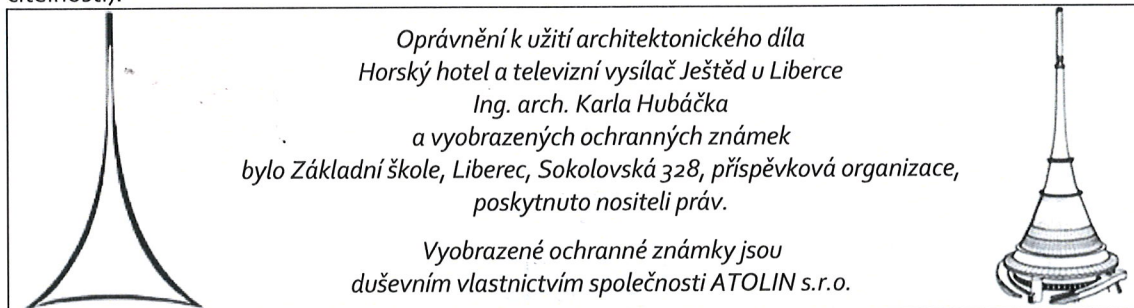 Oprávnění k užití architektonického díla
Horský hotel a televizní vysílač Ještěd u Liberce
Ing. arch. Karla Hubáčka
a vyobrazených ochranných známek
bylo Základní škole, Liberec, Sokolovská 328, příspěvková organizace,
poskytnuto nositeli práv.
Vyobrazené ochranné známky jsou
duševním vlastnictvím společnosti ATOLIN s.r.o.